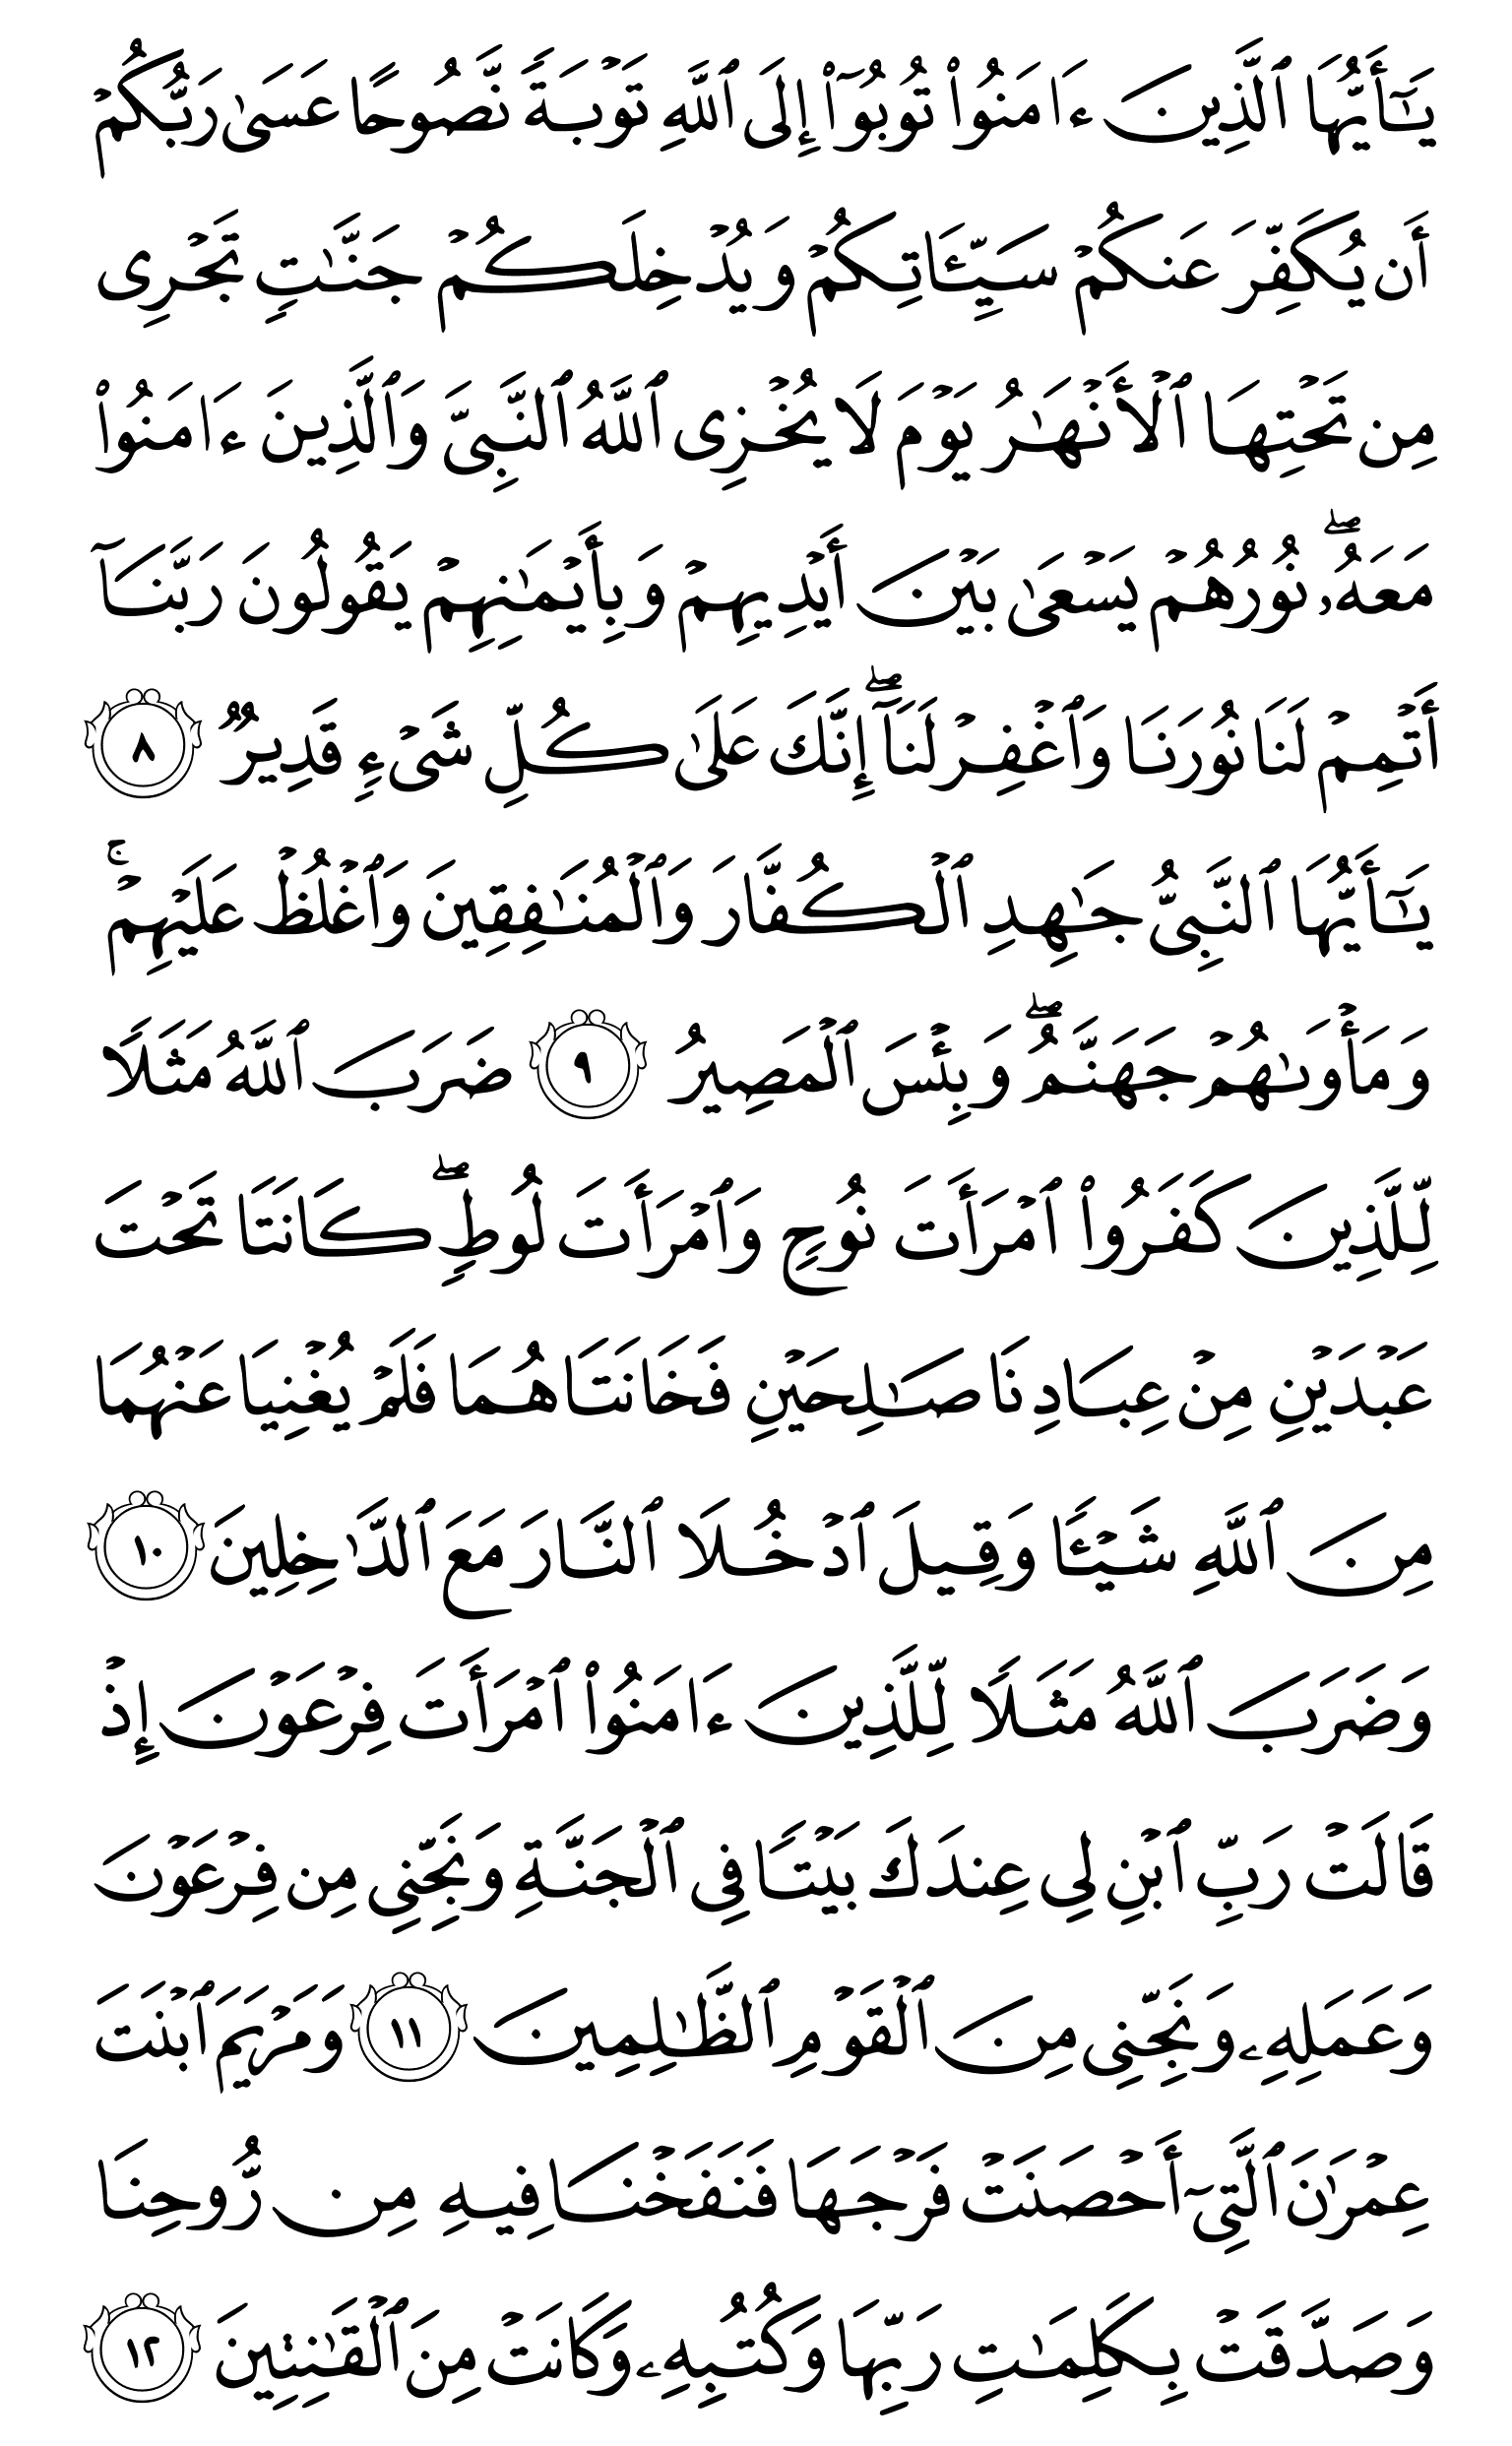 يَـٰٓأَيُّهَا ٱلَّذِينَ ءَامَنُوا۟ تُوبُوٓا۟ إِلَى ٱللَّهِ تَوْبَةً نَّصُوحًا عَسَىٰ رَبُّكُمْ
أَن يُكَفِّرَ عَنكُمْ سَيِّـَٔاتِكُمْ وَيُدْخِلَكُمْ جَنَّـٰتٍ تَجْرِى
مِن تَحْتِهَا ٱلْأَنْهَـٰرُ يَوْمَ لَا يُخْزِى ٱللَّهُ ٱلنَّبِىَّ وَٱلَّذِينَ ءَامَنُوا۟
مَعَهُۥ ۖ نُورُهُمْ يَسْعَىٰ بَيْنَ أَيْدِيهِمْ وَبِأَيْمَـٰنِهِمْ يَقُولُونَ رَبَّنَآ
أَتْمِمْ لَنَا نُورَنَا وَٱغْفِرْ لَنَآ ۖ إِنَّكَ عَلَىٰ كُلِّ شَىْءٍ قَدِيرٌ ٨
يَـٰٓأَيُّهَا ٱلنَّبِىُّ جَـٰهِدِ ٱلْكُفَّارَ وَٱلْمُنَـٰفِقِينَ وَٱغْلُظْ عَلَيْهِمْ ۚ
وَمَأْوَىٰهُمْ جَهَنَّمُ ۖ وَبِئْسَ ٱلْمَصِيرُ ٩ ضَرَبَ ٱللَّهُ مَثَلًا
لِّلَّذِينَ كَفَرُوا۟ ٱمْرَأَتَ نُوحٍ وَٱمْرَأَتَ لُوطٍ ۖ كَانَتَا تَحْتَ
عَبْدَيْنِ مِنْ عِبَادِنَا صَـٰلِحَيْنِ فَخَانَتَاهُمَا فَلَمْ يُغْنِيَا عَنْهُمَا
مِنَ ٱللَّهِ شَيْـًٔا وَقِيلَ ٱدْخُلَا ٱلنَّارَ مَعَ ٱلدَّٰخِلِينَ ١٠
وَضَرَبَ ٱللَّهُ مَثَلًا لِّلَّذِينَ ءَامَنُوا۟ ٱمْرَأَتَ فِرْعَوْنَ إِذْ
قَالَتْ رَبِّ ٱبْنِ لِى عِندَكَ بَيْتًا فِى ٱلْجَنَّةِ وَنَجِّنِى مِن فِرْعَوْنَ
وَعَمَلِهِۦ وَنَجِّنِى مِنَ ٱلْقَوْمِ ٱلظَّـٰلِمِينَ ١١ وَمَرْيَمَ ٱبْنَتَ
عِمْرَٰنَ ٱلَّتِىٓ أَحْصَنَتْ فَرْجَهَا فَنَفَخْنَا فِيهِ مِن رُّوحِنَا
وَصَدَّقَتْ بِكَلِمَـٰتِ رَبِّهَا وَكُتُبِهِۦ وَكَانَتْ مِنَ ٱلْقَـٰنِتِينَ ١٢